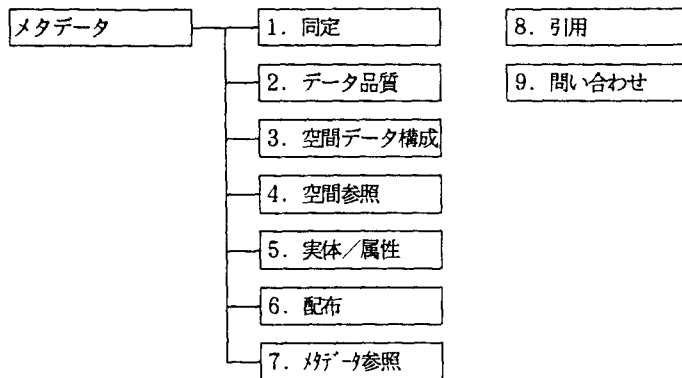 メタデータ
1. 同定
2. データ品質
3. 空間データ構成
4. 空間参照
5. 実体／属性
6. 配布
7. ﾒﾀﾃﾞｰﾀ参照
8. 引用
9. 問い合わせ